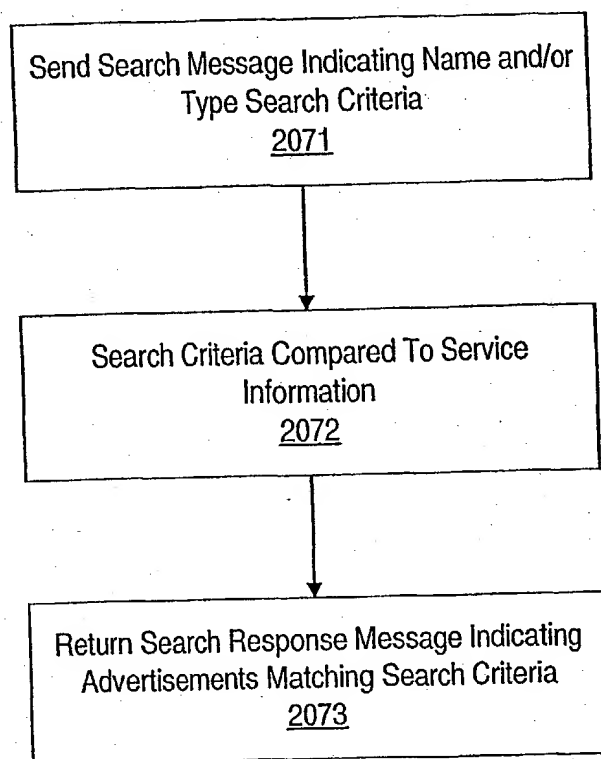 Send Search Message Indicating Name and/or
Type Search Criteria
2071
Search Criteria Compared To Service
Information
2072
Return Search Response Message Indicating
Advertisements Matching Search Criteria
2073